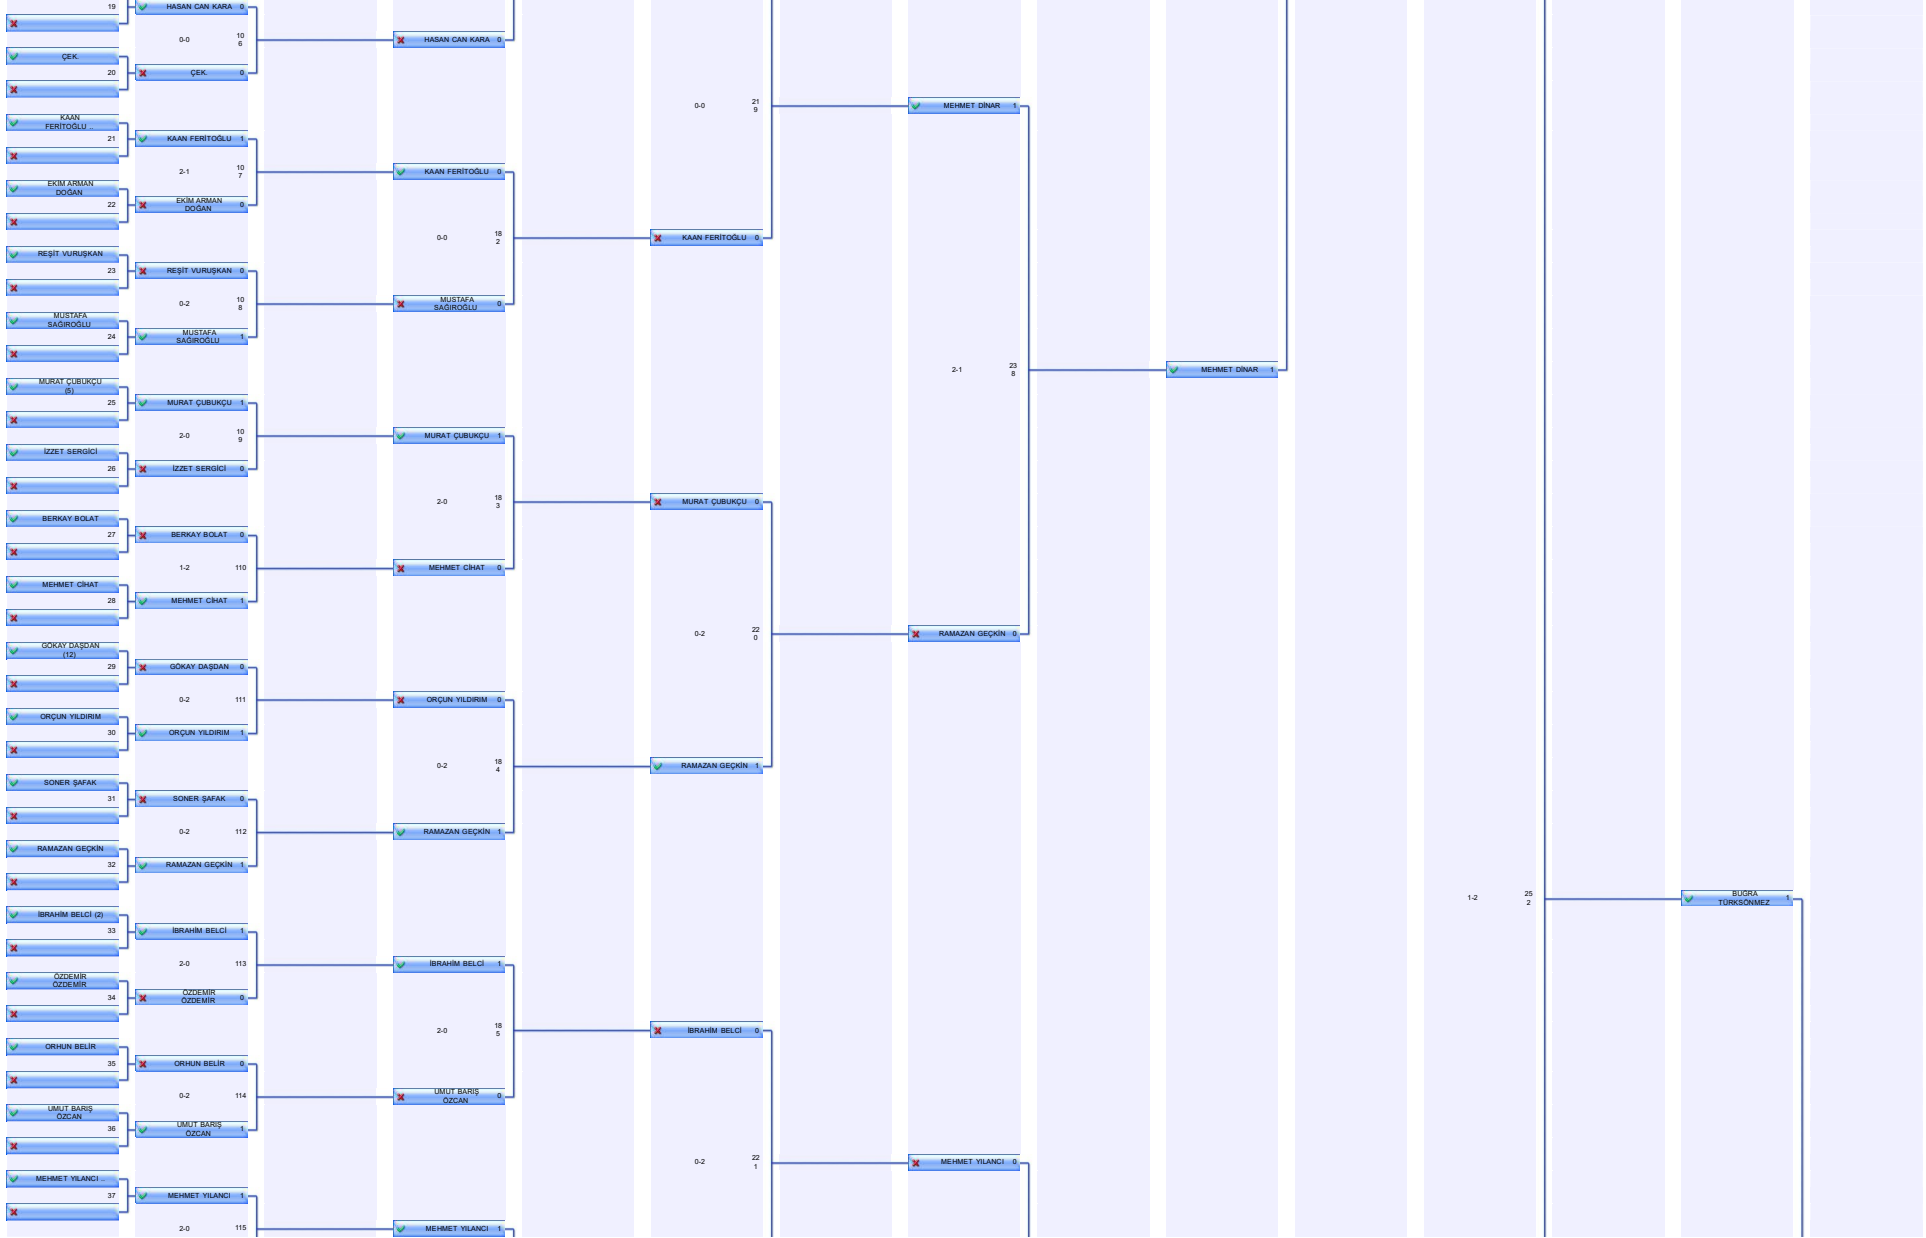 19
HASAN CAN KARA 0
0-0
10
6
HASAN CAN KARA 0
ÇEK.
20
ÇEK. 0
0-0
21
9
MEHMET DİNAR 1
KAAN
FERİTOĞLU ..
21
KAAN FERİTOĞLU 1
2-1
10
7
KAAN FERİTOĞLU 0
EKİM ARMAN
DOĞAN
22
EKİM ARMAN
DOĞAN 0
0-0
18
2
KAAN FERİTOĞLU 0
REŞİT VURUŞKAN
23
REŞİT VURUŞKAN 0
0-2
10
8
MUSTAFA
SAĞIROĞLU 0
MUSTAFA
SAĞIROĞLU
24
MUSTAFA
SAĞIROĞLU 1
2-1
23
8
MEHMET DİNAR 1
MURAT ÇUBUKÇU
(5)
25
MURAT ÇUBUKÇU 1
2-0
10
9
MURAT ÇUBUKÇU 1
İZZET SERGİCİ
26
İZZET SERGİCİ 0
2-0
18
3
MURAT ÇUBUKÇU 0
BERKAY BOLAT
27
BERKAY BOLAT 0
1-2
110
MEHMET CİHAT 0
MEHMET CİHAT
28
MEHMET CİHAT 1
0-2
22
0
RAMAZAN GEÇKİN 0
GÖKAY DAŞDAN
(12)
29
GÖKAY DAŞDAN 0
0-2
111
ORÇUN YILDIRIM 0
ORÇUN YILDIRIM
30
ORÇUN YILDIRIM 1
0-2
18
4
RAMAZAN GEÇKİN 1
SONER ŞAFAK
31
SONER ŞAFAK 0
0-2
112
RAMAZAN GEÇKİN 1
RAMAZAN GEÇKİN
32
RAMAZAN GEÇKİN 1
1-2
25
2
BUĞRA
TÜRKSÖNMEZ 1
İBRAHİM BELCİ (2)
33
İBRAHİM BELCİ 1
2-0
113
İBRAHİM BELCİ 1
ÖZDEMİR
ÖZDEMİR
34
ÖZDEMİR
ÖZDEMİR 0
2-0
18
5
İBRAHİM BELCİ 0
ORHUN BELİR
35
ORHUN BELİR 0
0-2
114
UMUT BARIŞ
ÖZCAN 0
UMUT BARIŞ
ÖZCAN
36
UMUT BARIŞ
ÖZCAN 1
0-2
22
1
MEHMET YILANCI 0
MEHMET YILANCI ..
37
MEHMET YILANCI 1
2-0
115
MEHMET YILANCI 1